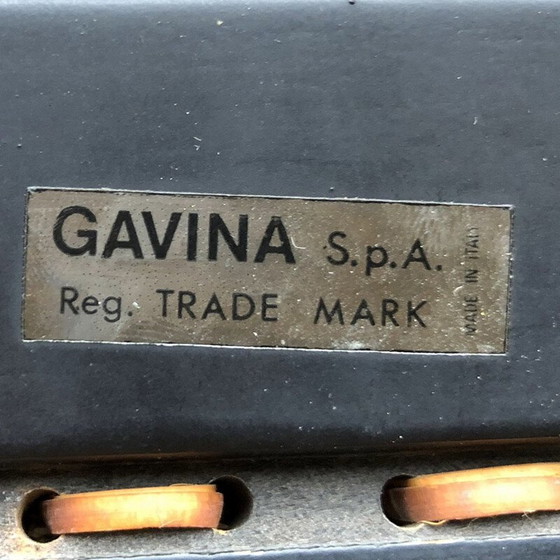 GAVINA S.p.A.
Reg. TRADE MARK
MADE IN ITALY